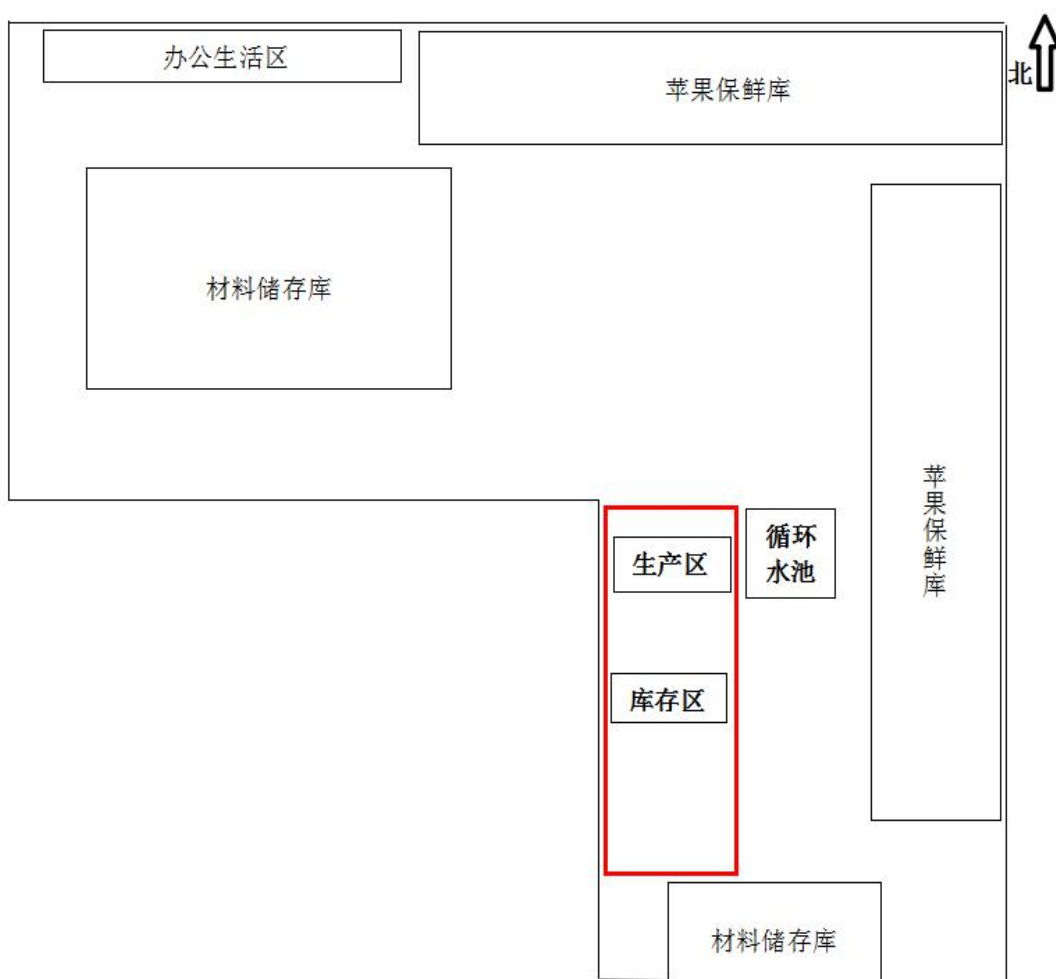 办公生活区
苹果保鲜库
北
材料储存库
苹果保鲜库
循环
水池
生产区
库存区
材料储存库